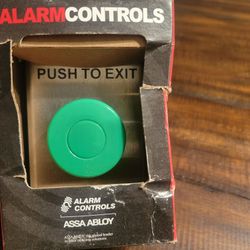 ALARMCONTROLS
PUSH TO EXIT
ALARM
CONTROLS
ASSA ABLOY